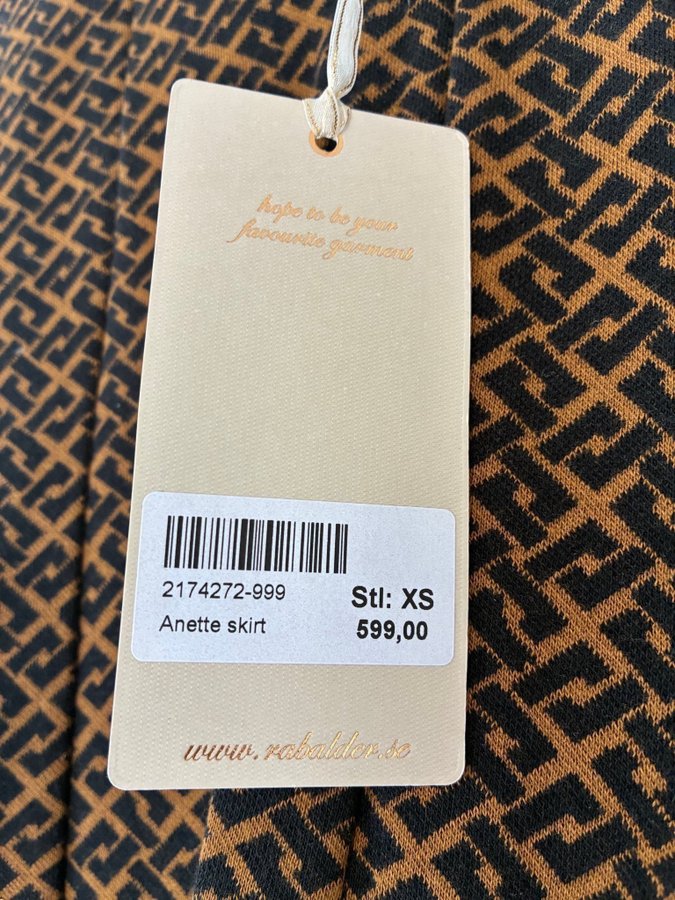 hope to be your
favourite garment
2174272-999
Stl: XS
Anette skirt
599,00
www.rabalder.se